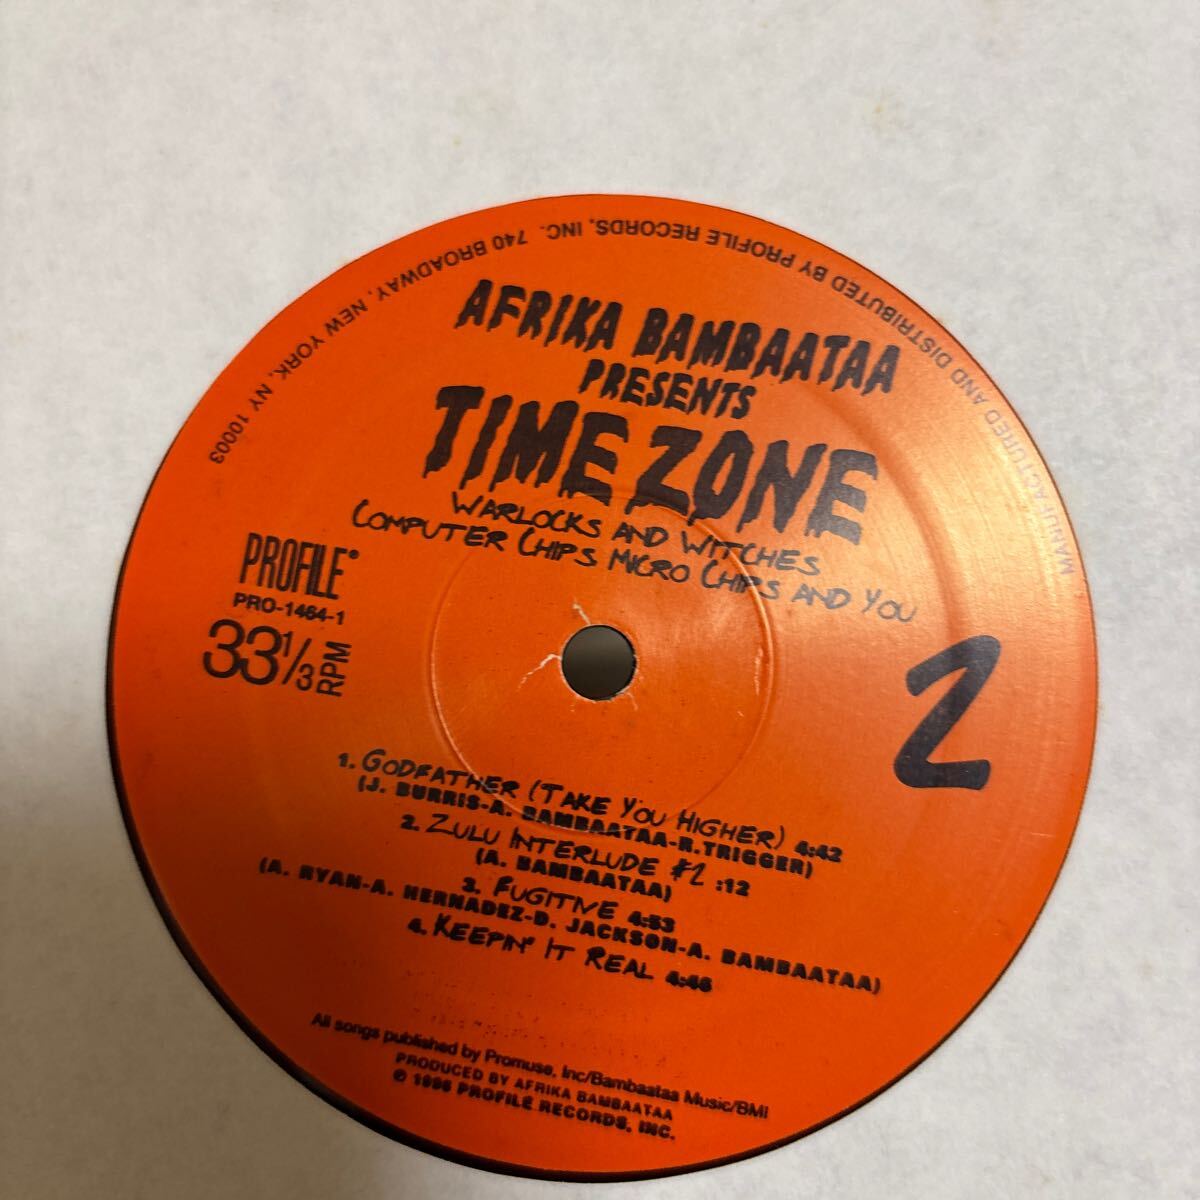 MANUFACTURED AND DISTRIBUTED BY PROFILE RECORDS, INC. 740 BROADWAY, NEW YORK, NY 10003
AFRIKA BAMBAATAA
PRESENTS
TIME ZONE
WARLOCKS AND WITCHES
COMPUTER CHIPS MICRO CHIPS AND YOU
PROFILE®
PRO-1464-1
33 1/3 RPM
2
1. GODFATHER (TAKE YOU HIGHER) 4:42
(J. BURRIS-A. BAMBAATAA-R.TRIGGER)
2. ZULU INTERLUDE #2 :12
(A. BAMBAATAA)
3. FUGITIVE 4:53
(A. RYAN-A. HERNADEZ-D. JACKSON-A. BAMBAATAA)
4. KEEPIN' IT REAL 4:46
All songs published by Promuse, Inc/Bambaataa Music/BMI
PRODUCED BY AFRIKA BAMBAATAA
© 1996 PROFILE RECORDS, INC.